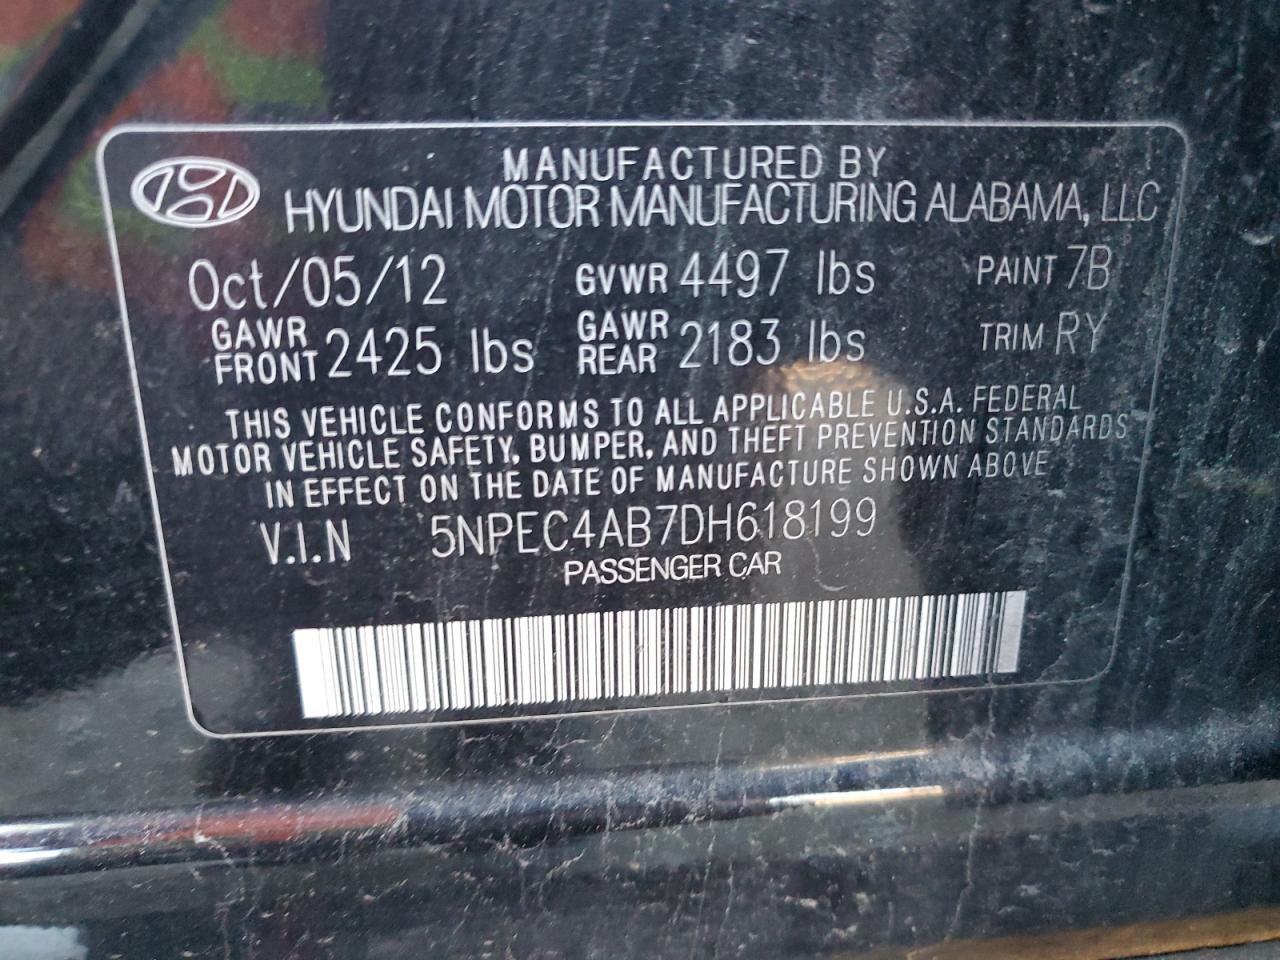 MANUFACTURED BY
HYUNDAI MOTOR MANUFACTURING ALABAMA, LLC
Oct/05/12 GVWR 4497 lbs PAINT 7B
GAWR FRONT 2425 lbs GAWR REAR 2183 lbs TRIM RY
THIS VEHICLE CONFORMS TO ALL APPLICABLE U.S.A. FEDERAL
MOTOR VEHICLE SAFETY, BUMPER, AND THEFT PREVENTION STANDARDS
IN EFFECT ON THE DATE OF MANUFACTURE SHOWN ABOVE
V.I.N 5NPEC4AB7DH618199
PASSENGER CAR